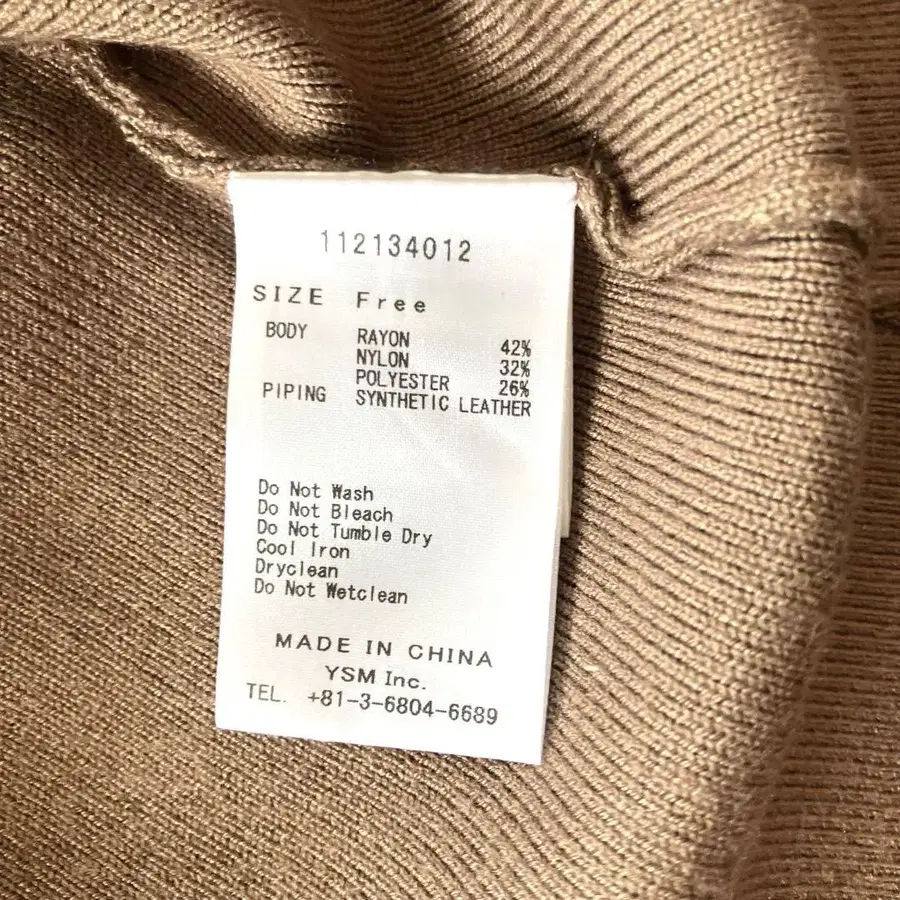 112134012
SIZE Free
BODY RAYON 42%
NYLON 32%
POLYESTER 26%
PIPING SYNTHETIC LEATHER
Do Not Wash
Do Not Bleach
Do Not Tumble Dry
Cool Iron
Dryclean
Do Not Wetclean
MADE IN CHINA
YSM Inc.
TEL. +81-3-6804-6689